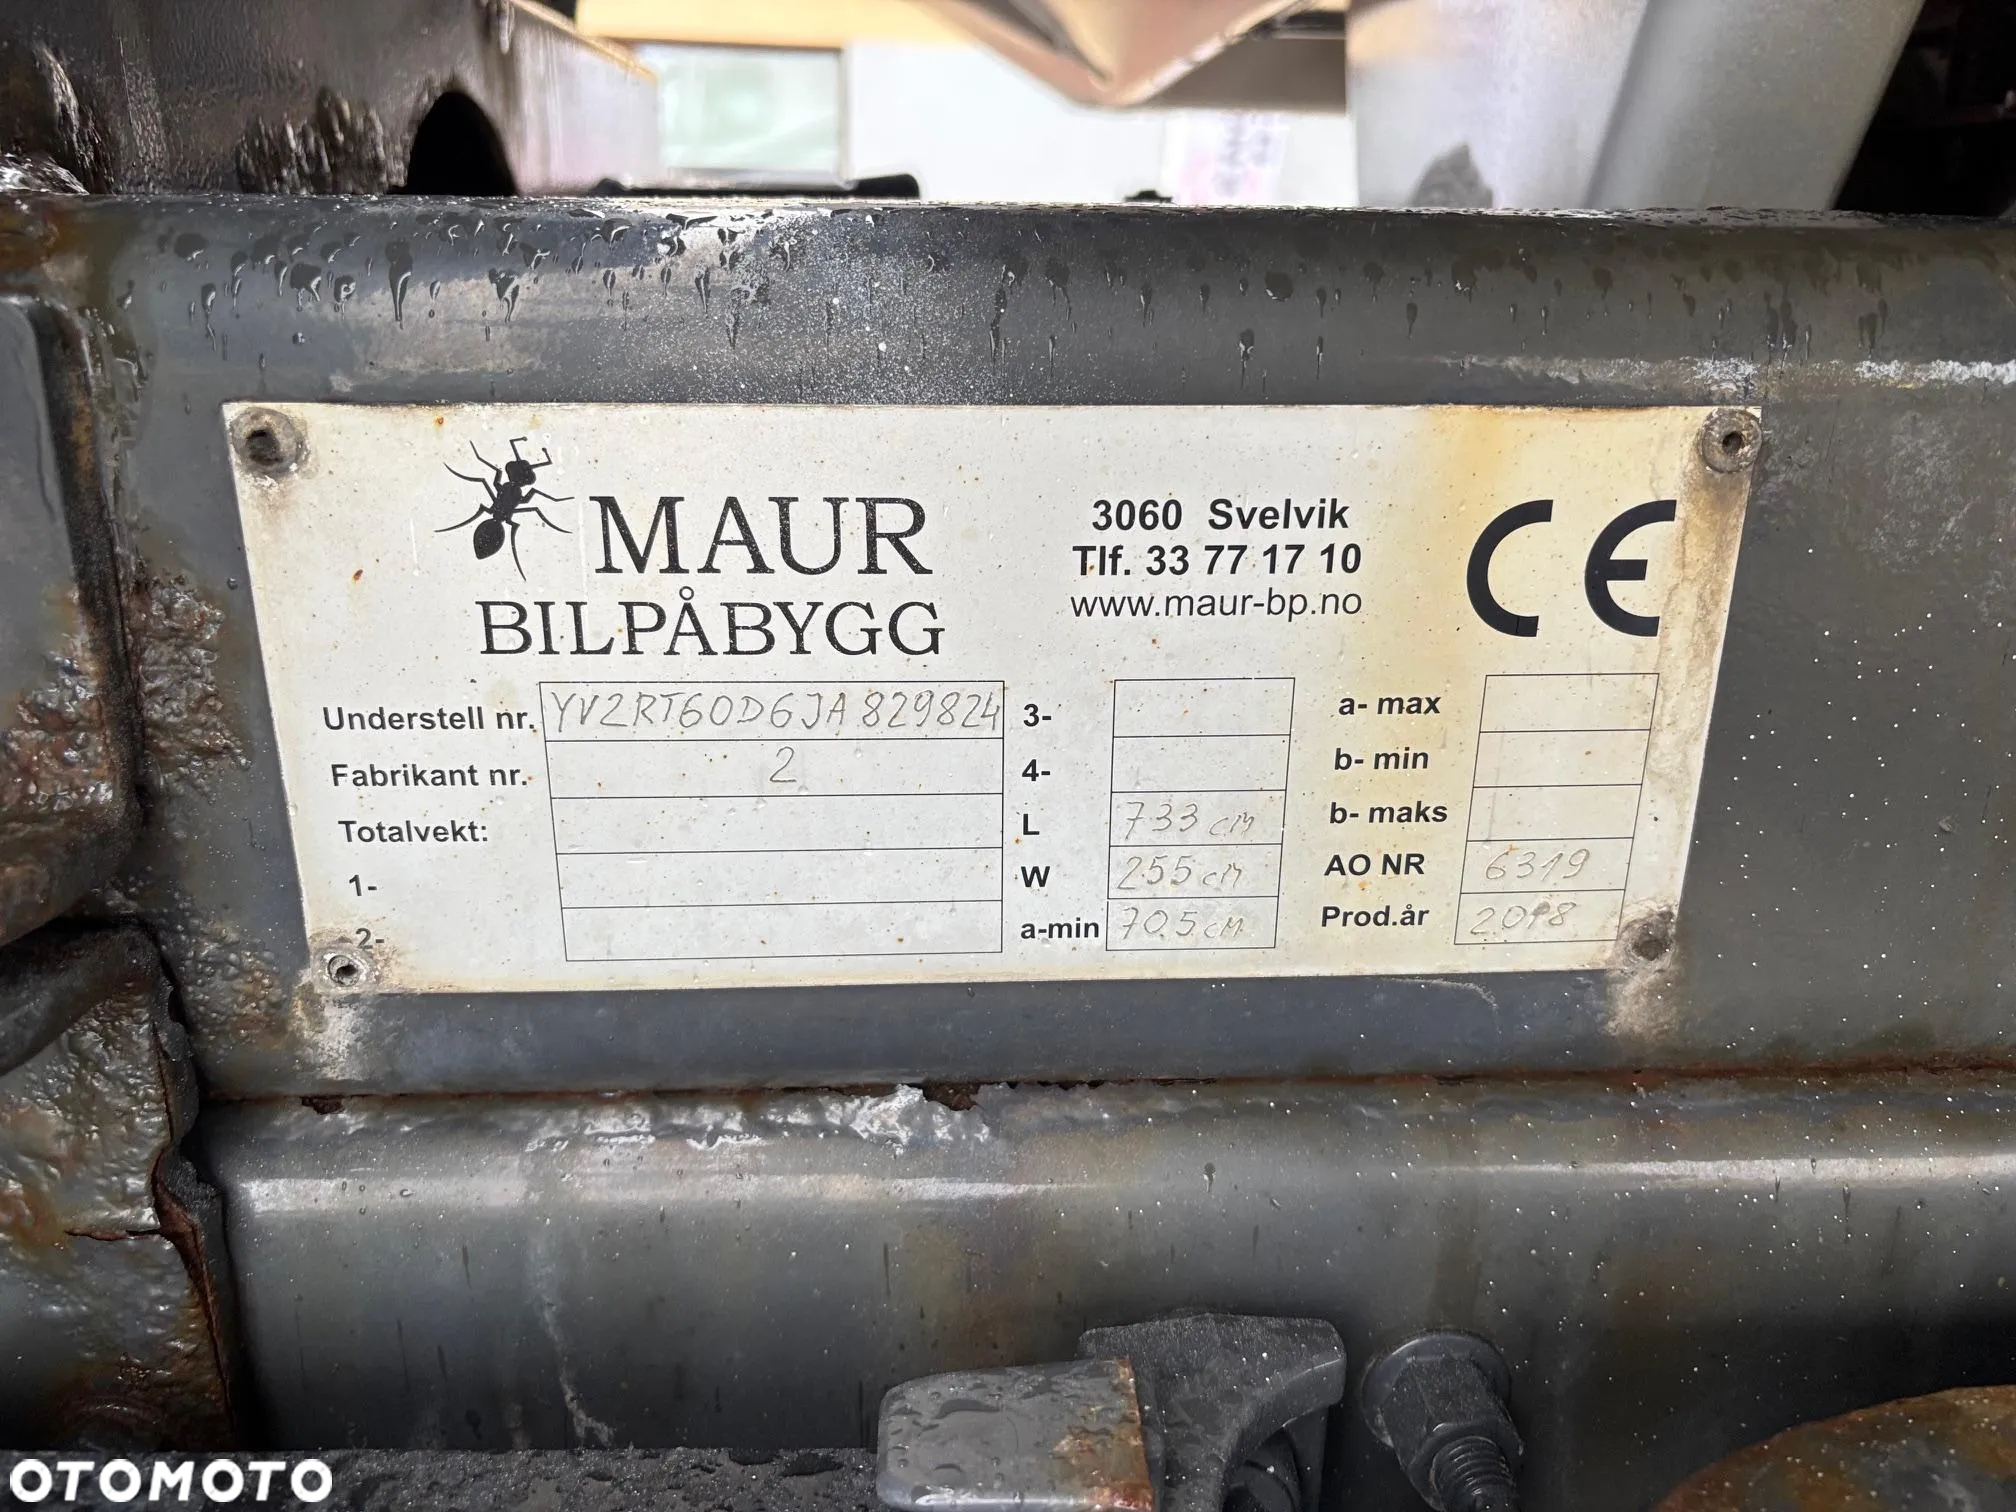 MAUR
BILPÅBYGG
3060 Svelvik
Tlf. 33 77 17 10
www.maur-bp.no
CE
Understell nr. YV2RT60D6JA829824
Fabrikant nr. 2
Totalvekt:
1-
2-
3-
4-
L 733 cm
W 255 cm
a-min 70.5 cm
a- max
b- min
b- maks
AO NR 6319
Prod.år 2018
OTOMOTO